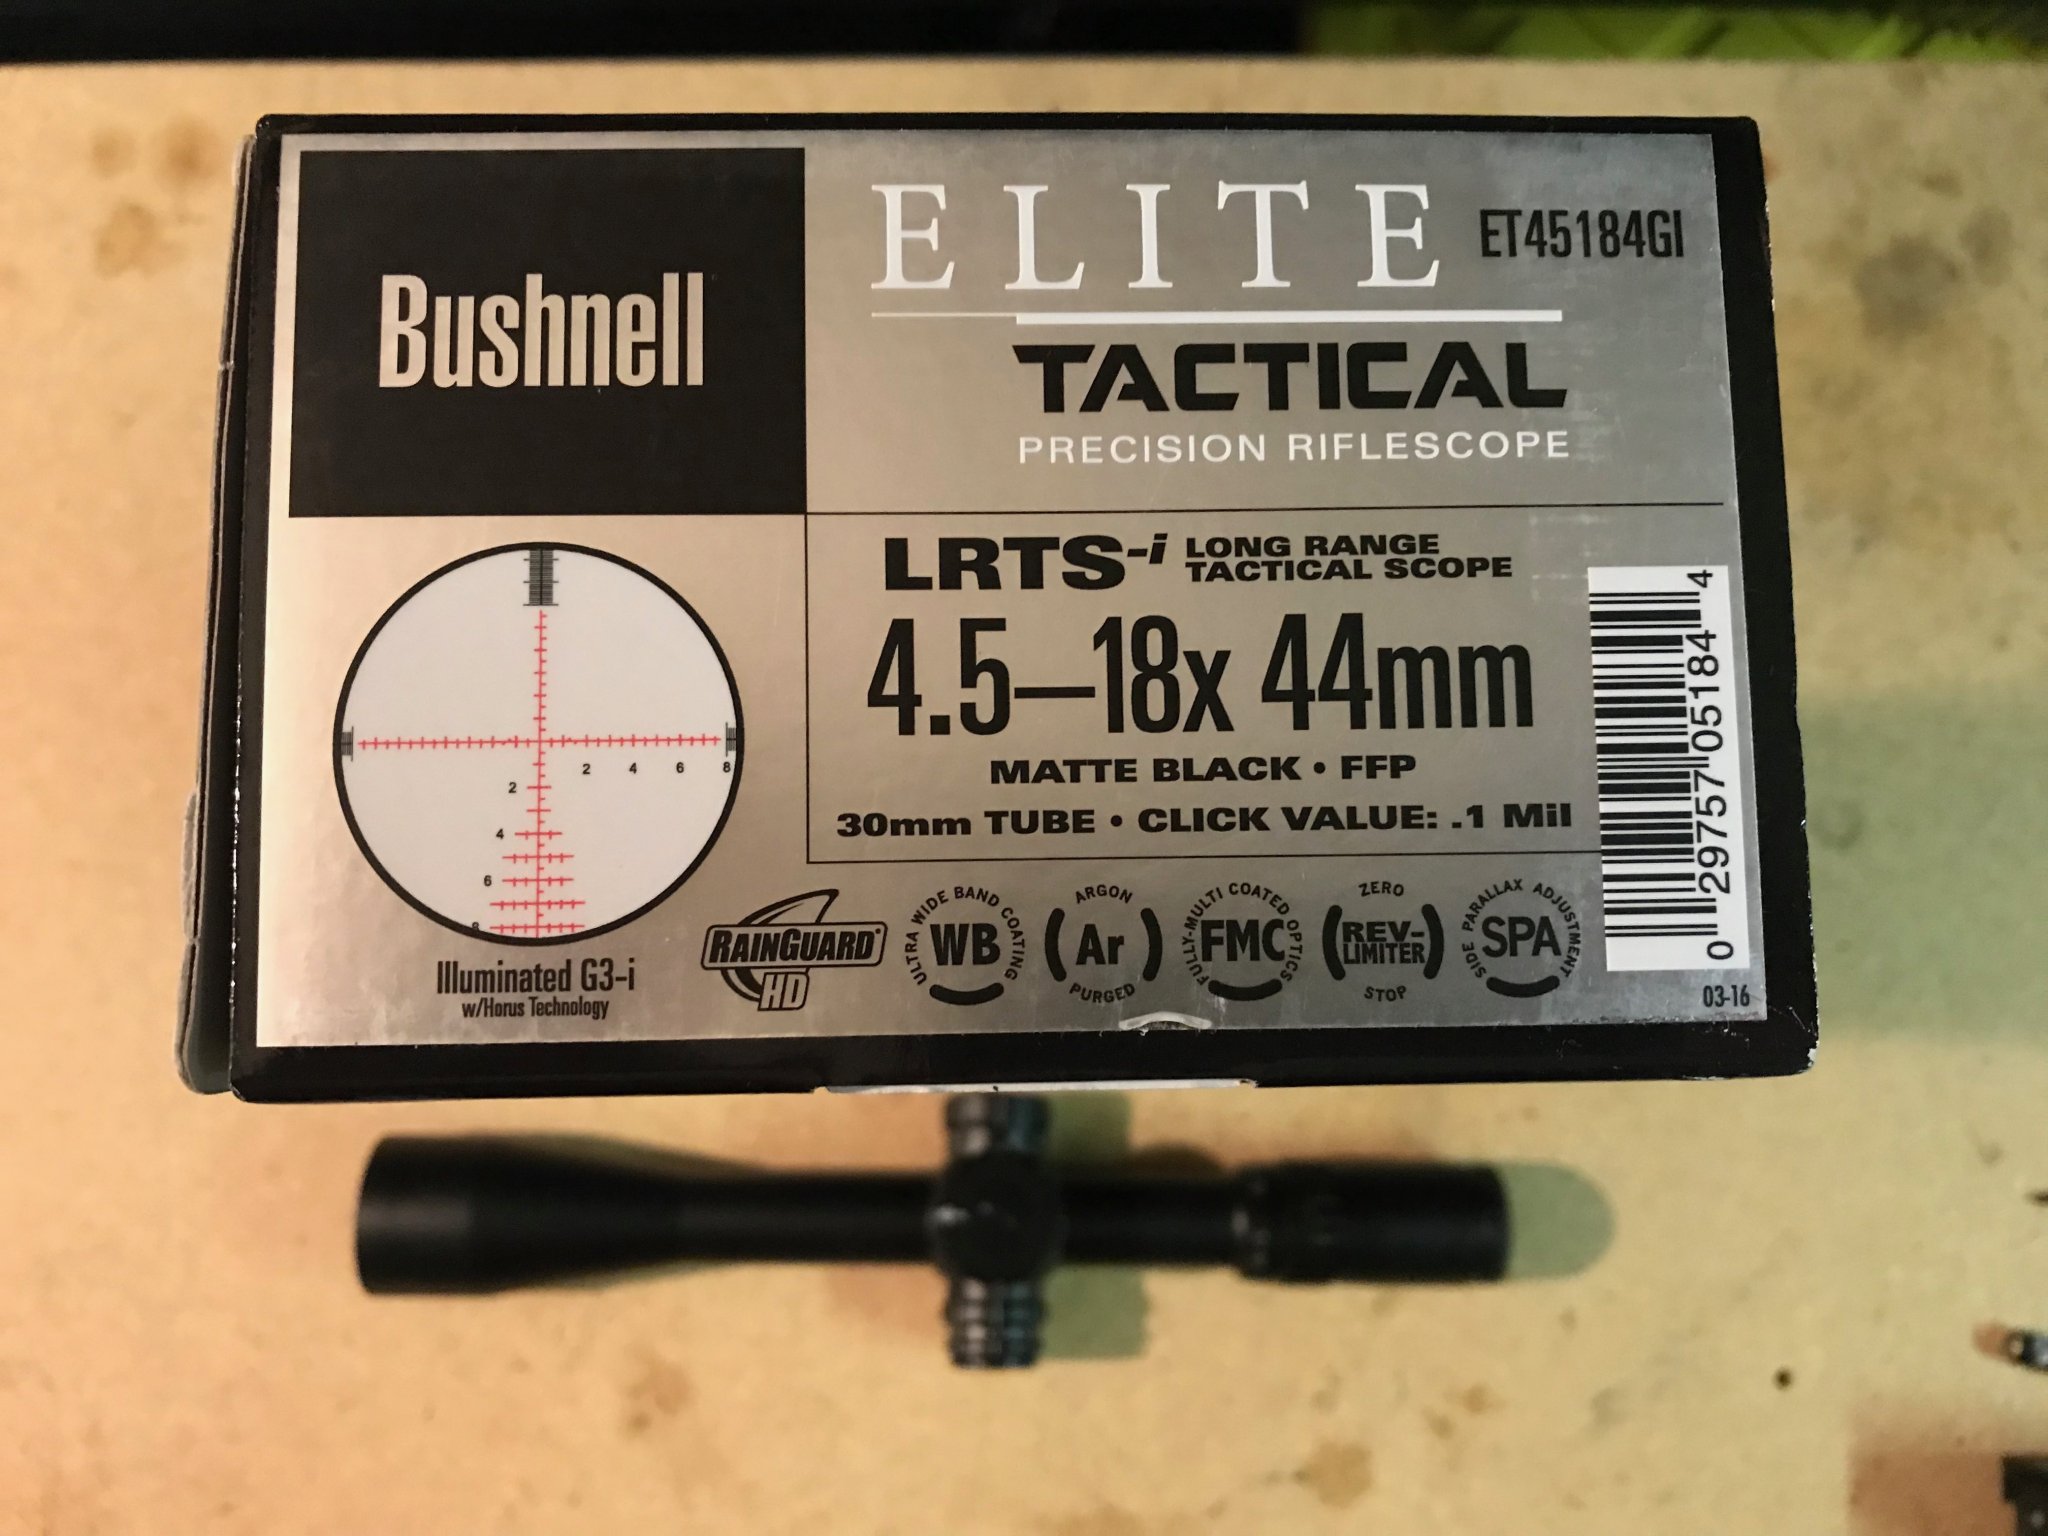 Bushnell
ELITE ET45184GI
TACTICAL
PRECISION RIFLESCOPE
LRTS-i LONG RANGE
TACTICAL SCOPE
4.5–18x 44mm
MATTE BLACK • FFP
30mm TUBE • CLICK VALUE: .1 Mil
2 4 6 8
2
4
6
8
Illuminated G3-i
w/Horus Technology
RAINGUARD®
HD
ULTRA WIDE BAND COATING
WB
ARGON
Ar
PURGED
FULLY-MULTI COATED OPTICS
FMC
ZERO
REV-
LIMITER
STOP
SIDE PARALLAX ADJUSTMENT
SPA
0 29757 05184 4
03-16